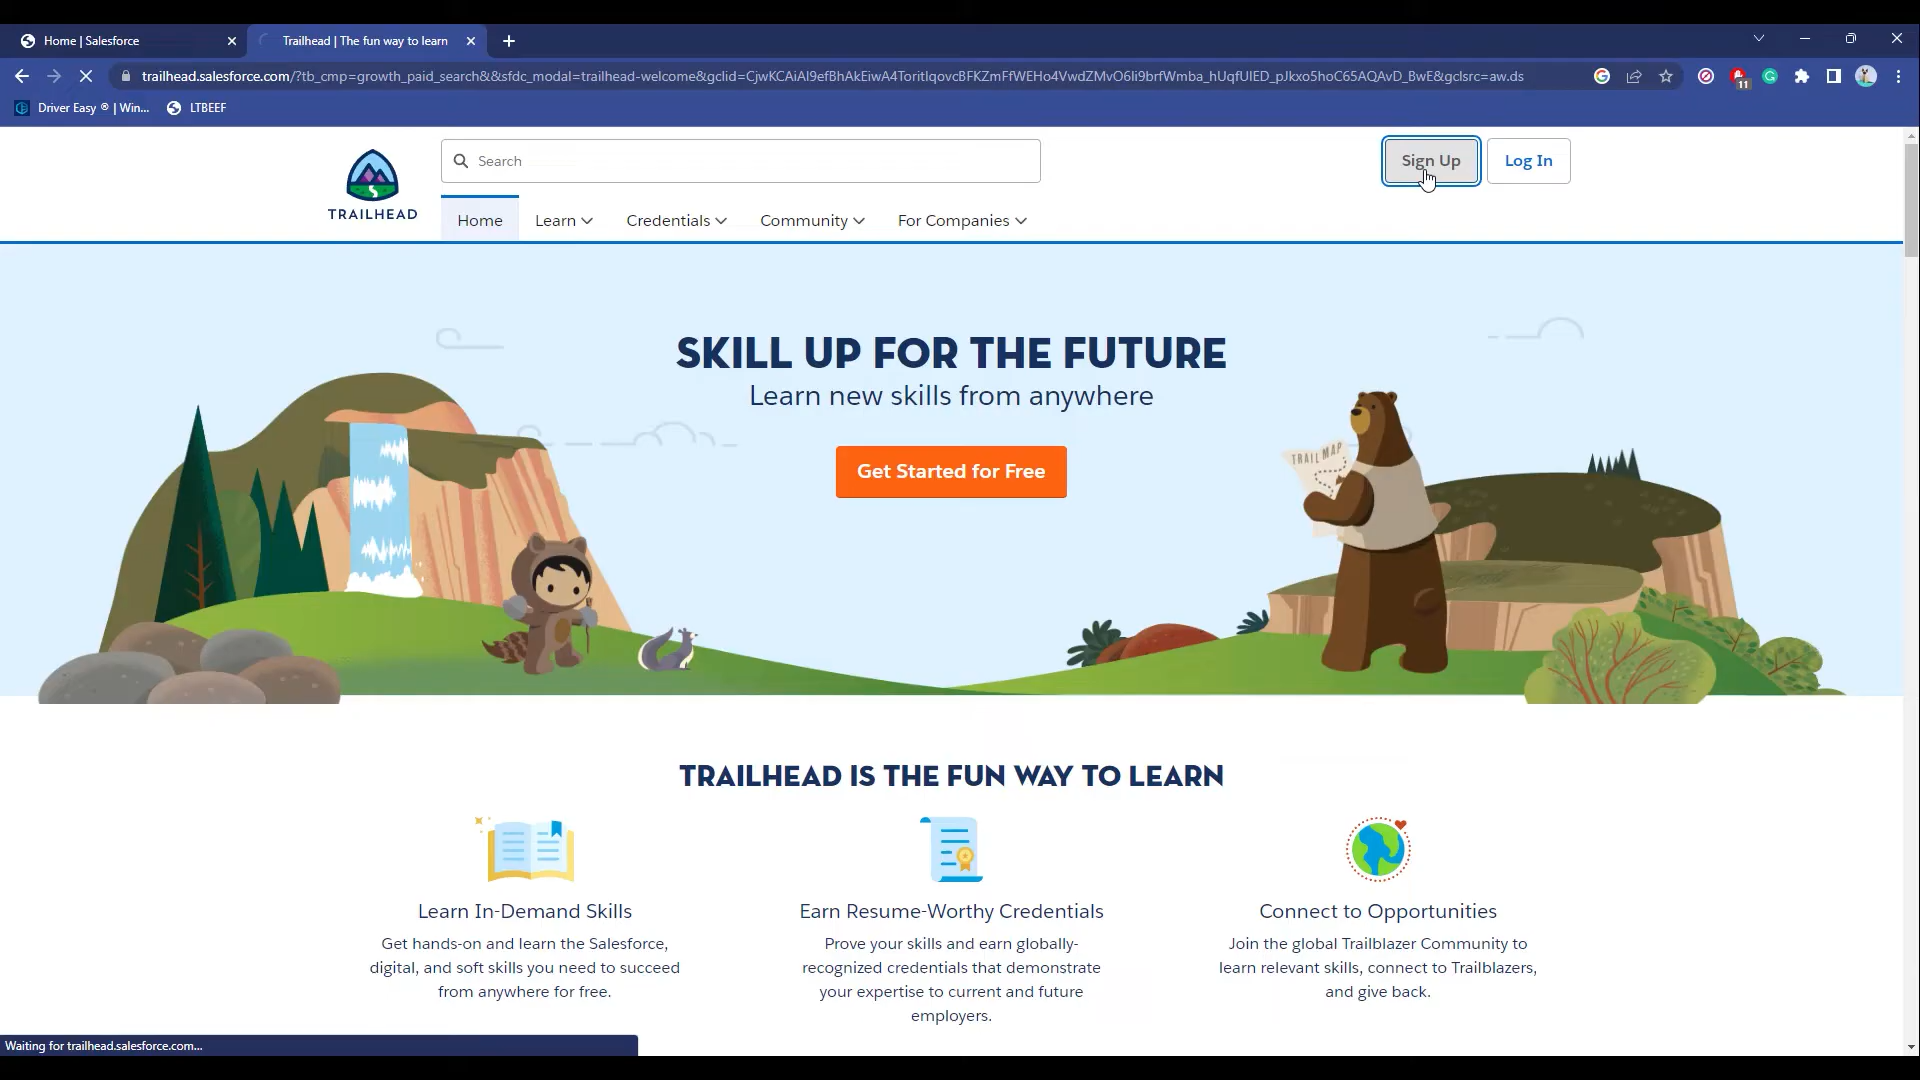 Home | Salesforce
Trailhead | The fun way to learn
trailhead.salesforce.com/?tb_cmp=growth_paid_search&&sfdc_modal=trailhead-welcome&gclid=CjwKCAiAl9efBhAkEiwA4ToritIqovcBFKZmFfWEHo4VwdZMvO6li9brfWmba_hUqfUIED_pJkxo5hoC65AQAvD_BwE&gclsrc=aw.ds
11
Driver Easy ® | Win...
LTBEEF
TRAILHEAD
Search
Sign Up
Log In
Home
Learn
Credentials
Community
For Companies
SKILL UP FOR THE FUTURE
Learn new skills from anywhere
Get Started for Free
TRAIL MAP
TRAILHEAD IS THE FUN WAY TO LEARN
Learn In-Demand Skills
Get hands-on and learn the Salesforce,
digital, and soft skills you need to succeed
from anywhere for free.
Earn Resume-Worthy Credentials
Prove your skills and earn globally-
recognized credentials that demonstrate
your expertise to current and future
employers.
Connect to Opportunities
Join the global Trailblazer Community to
learn relevant skills, connect to Trailblazers,
and give back.
Waiting for trailhead.salesforce.com...